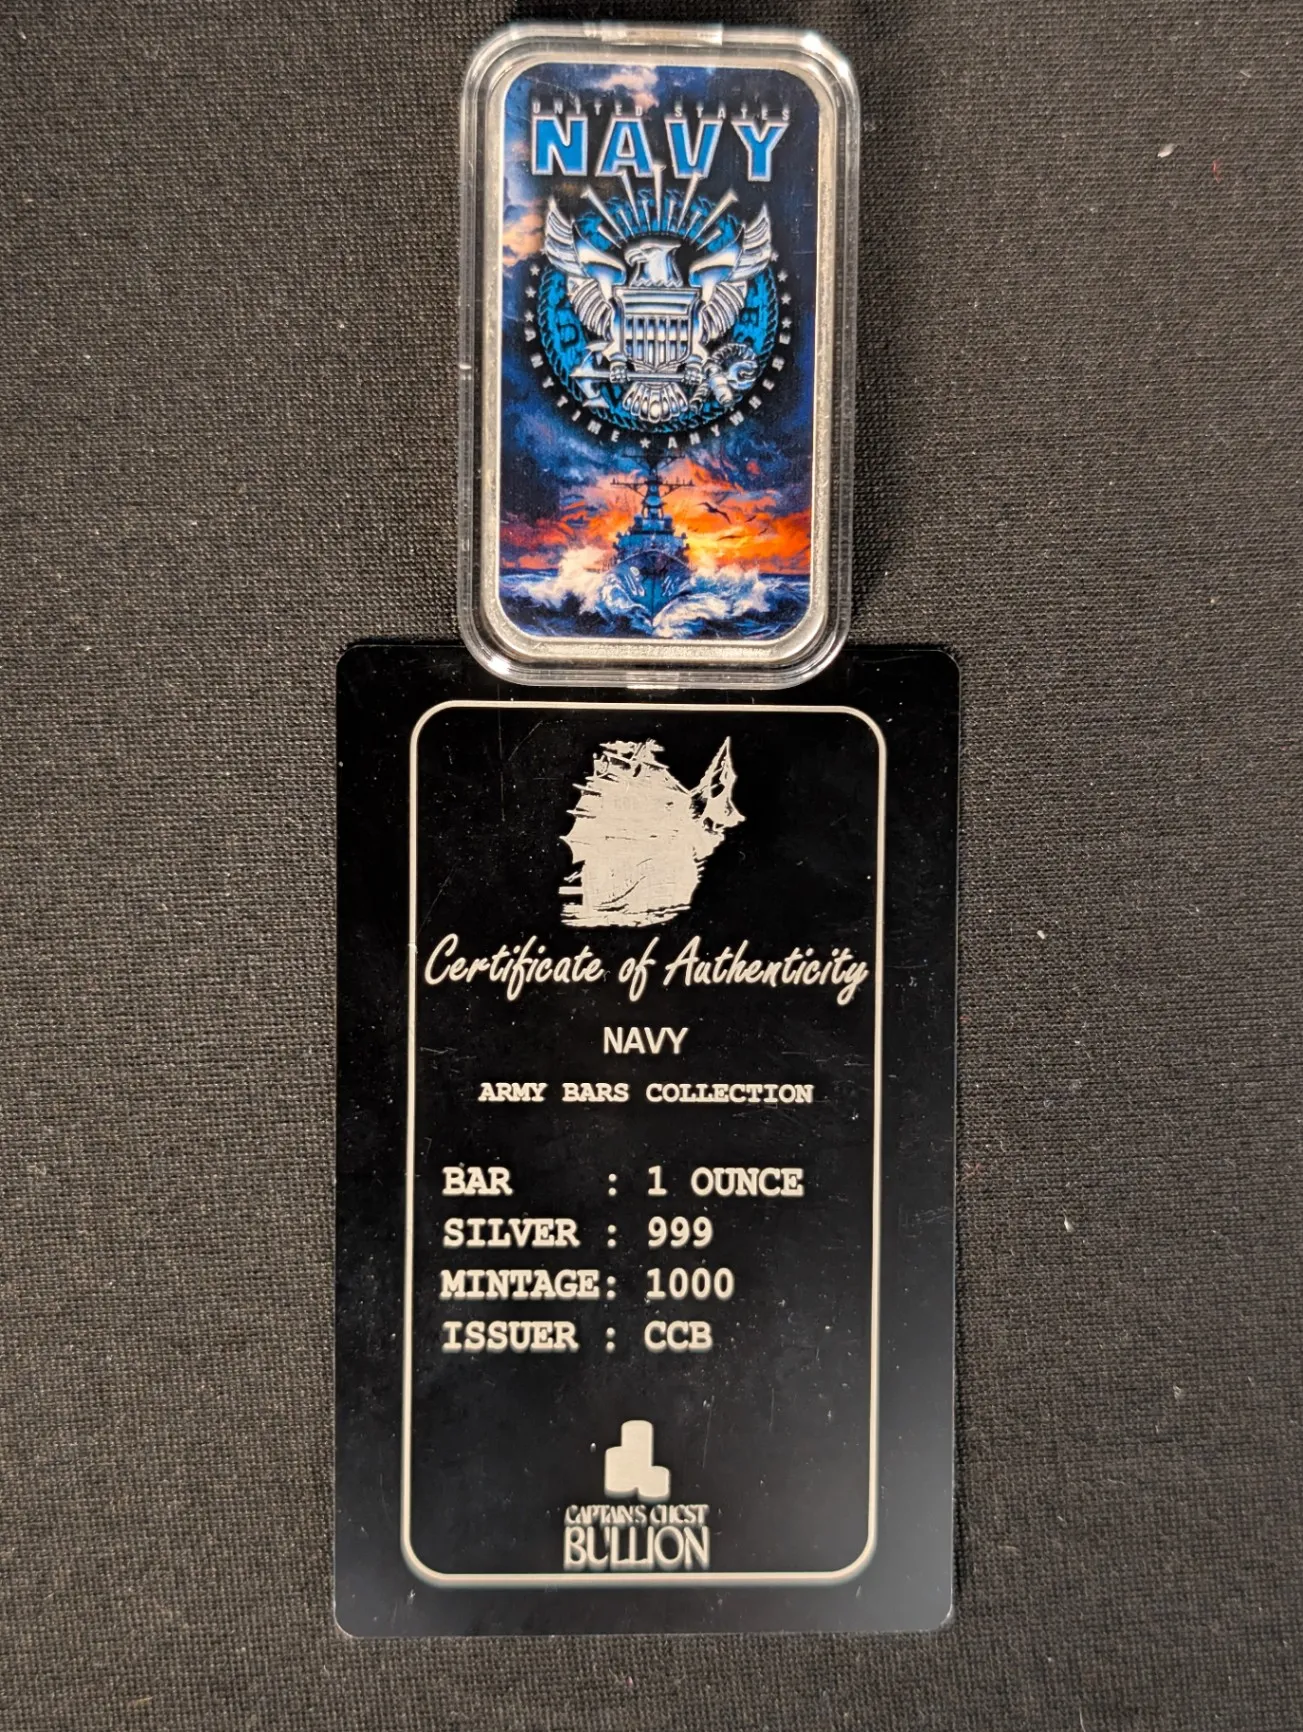 UNITED STATES
NAVY
ANYTIME ★ ANYWHERE
Certificate of Authenticity
NAVY
ARMY BARS COLLECTION
BAR : 1 OUNCE
SILVER : 999
MINTAGE: 1000
ISSUER : CCB
CAPTAIN'S CHEST
BULLION